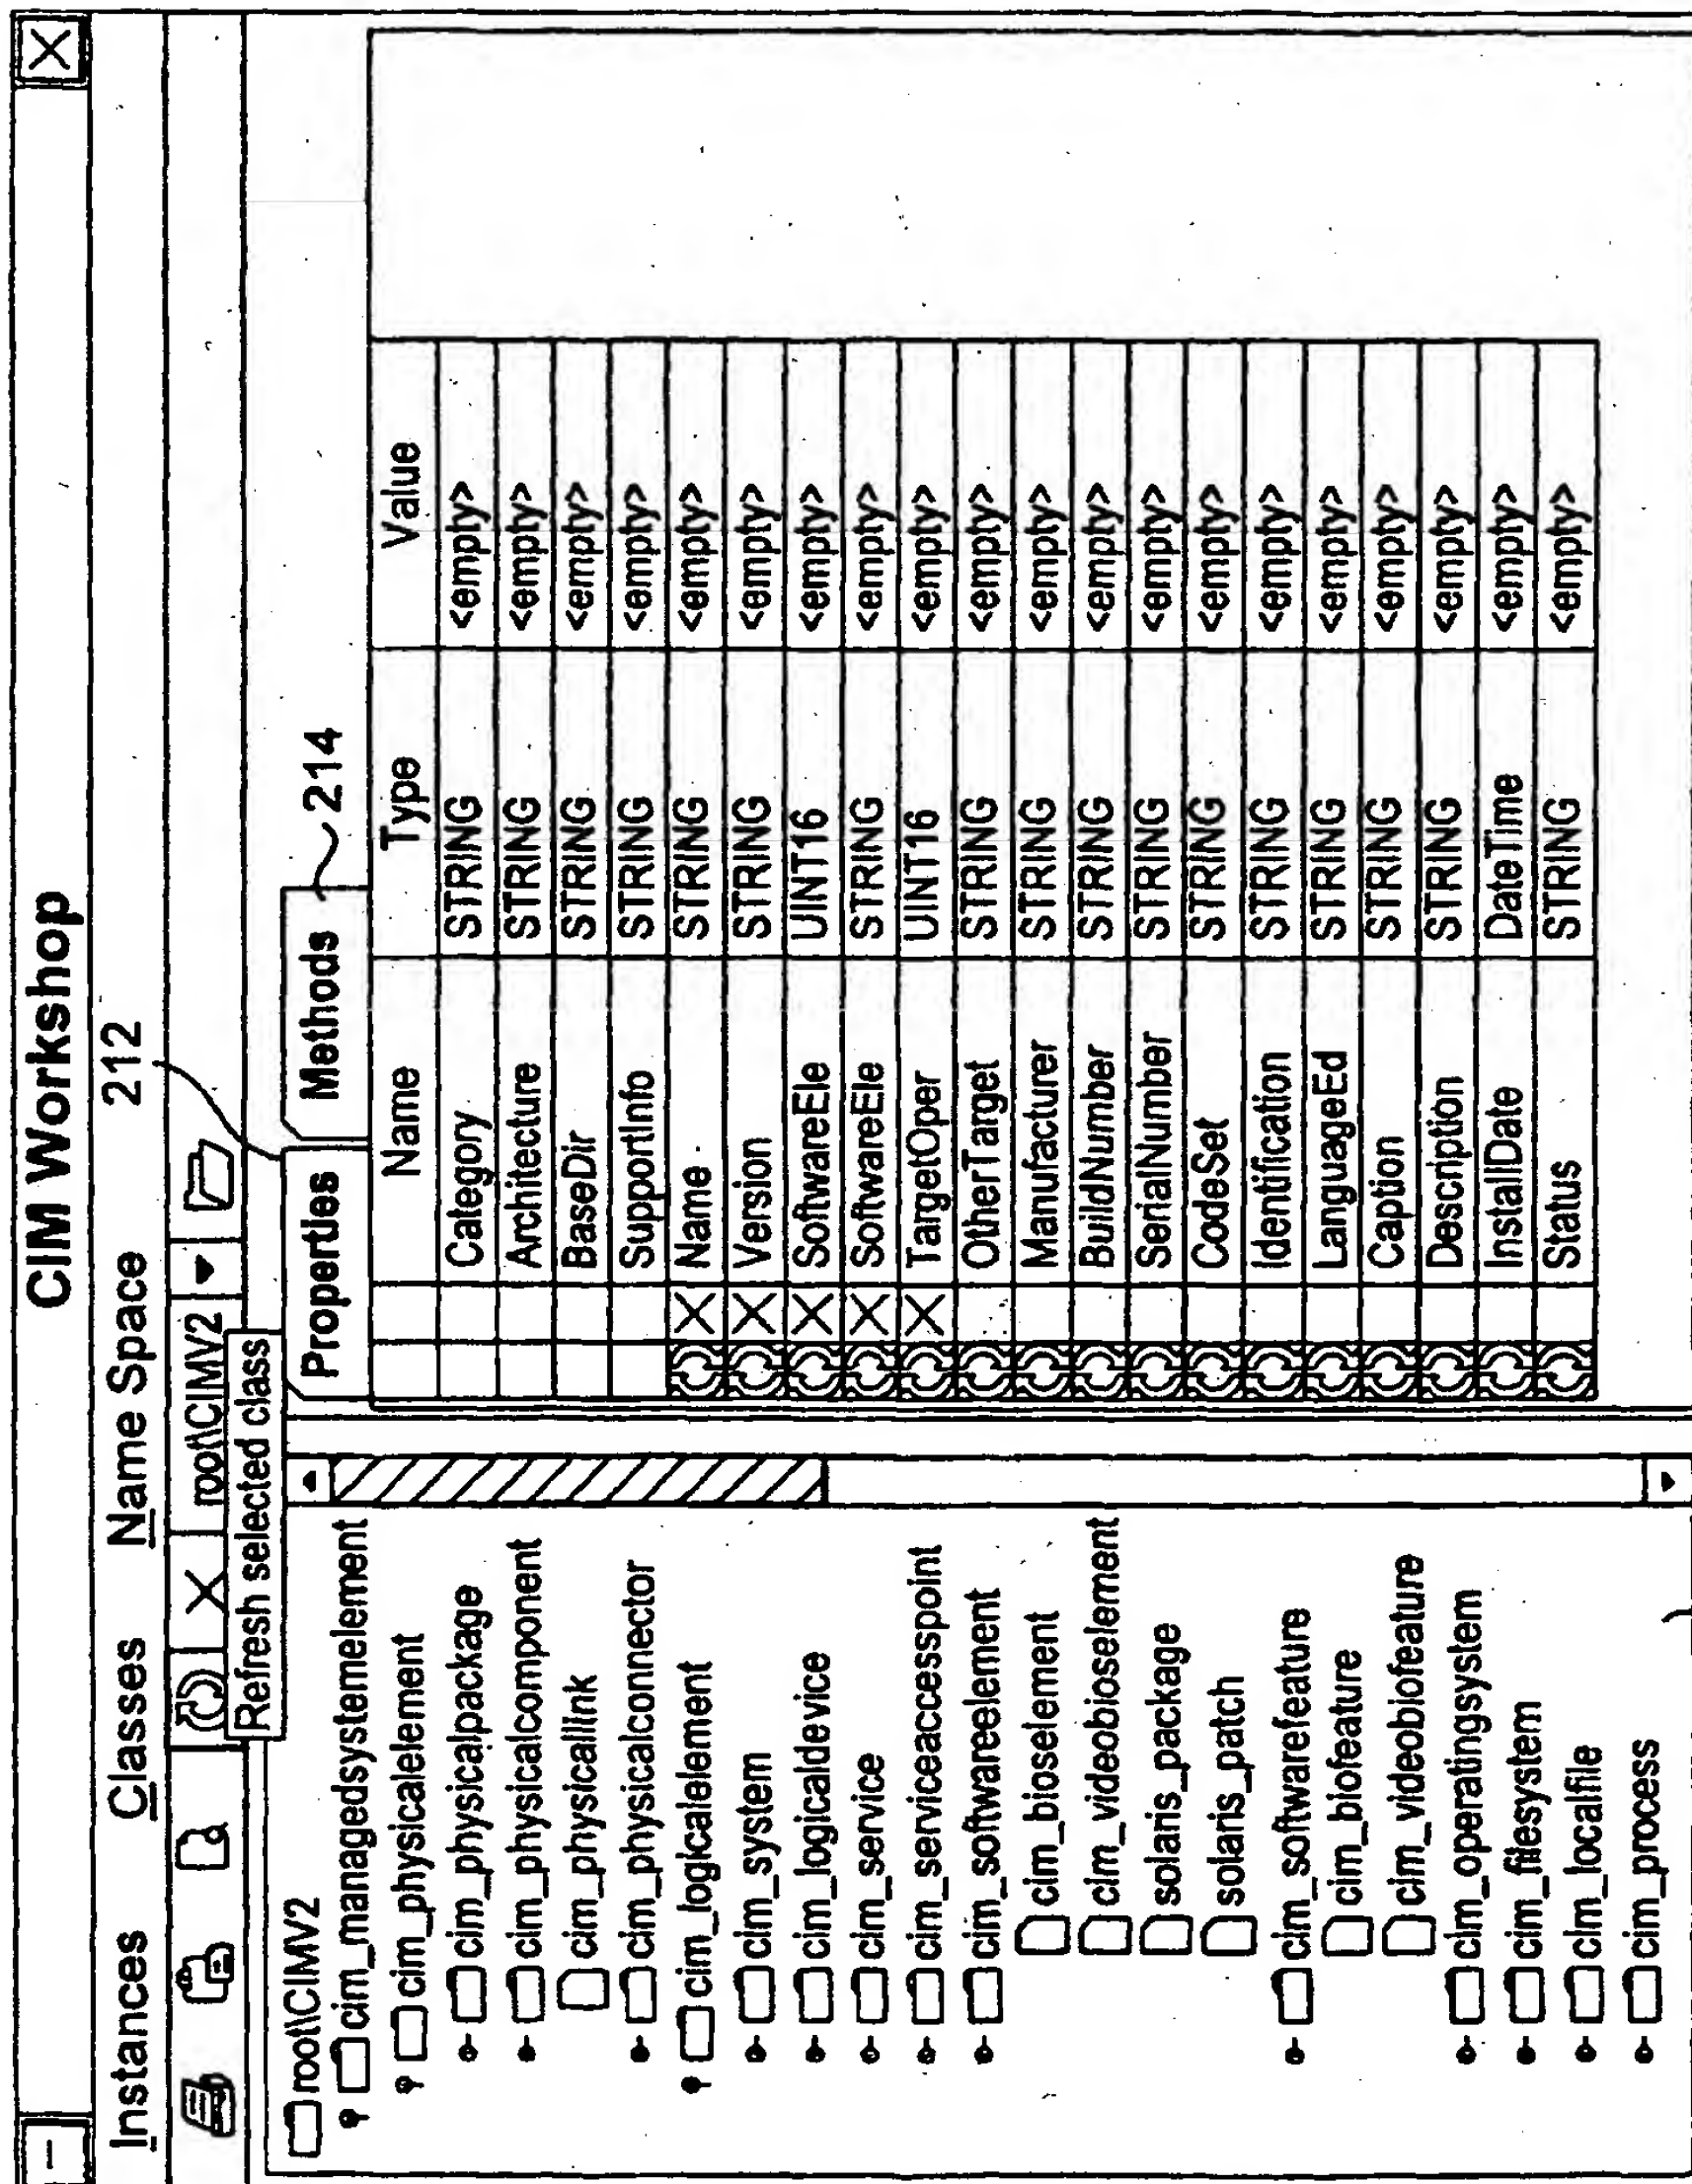 CIM Workshop
Instances Classes Name Space
212
root\CIMV2
Refresh selected class
root\CIMV2
cim_managedsystemelement
cim_physicalelement
cim_physicalpackage
cim_physicalcomponent
cim_physicallink
cim_physicalconnector
cim_logicalelement
cim_system
cim_logicaldevice
cim_service
cim_serviceaccesspoint
cim_softwareelement
cim_bioselement
cim_videobioselement
solaris_package
solaris_patch
cim_softwarefeature
cim_biofeature
cim_videobiofeature
cim_operatingsystem
cim_filesystem
cim_localfile
cim_process
Properties Methods 214
Name Type Value
Category STRING <empty>
Architecture STRING <empty>
BaseDir STRING <empty>
SupportInfo STRING <empty>
Name STRING <empty>
Version STRING <empty>
SoftwareEle UINT16 <empty>
SoftwareEle STRING <empty>
TargetOper UINT16 <empty>
OtherTarget STRING <empty>
Manufacturer STRING <empty>
BuildNumber STRING <empty>
SerialNumber STRING <empty>
CodeSet STRING <empty>
Identification STRING <empty>
LanguageEd STRING <empty>
Caption STRING <empty>
Description STRING <empty>
InstallDate DateTime <empty>
Status STRING <empty>